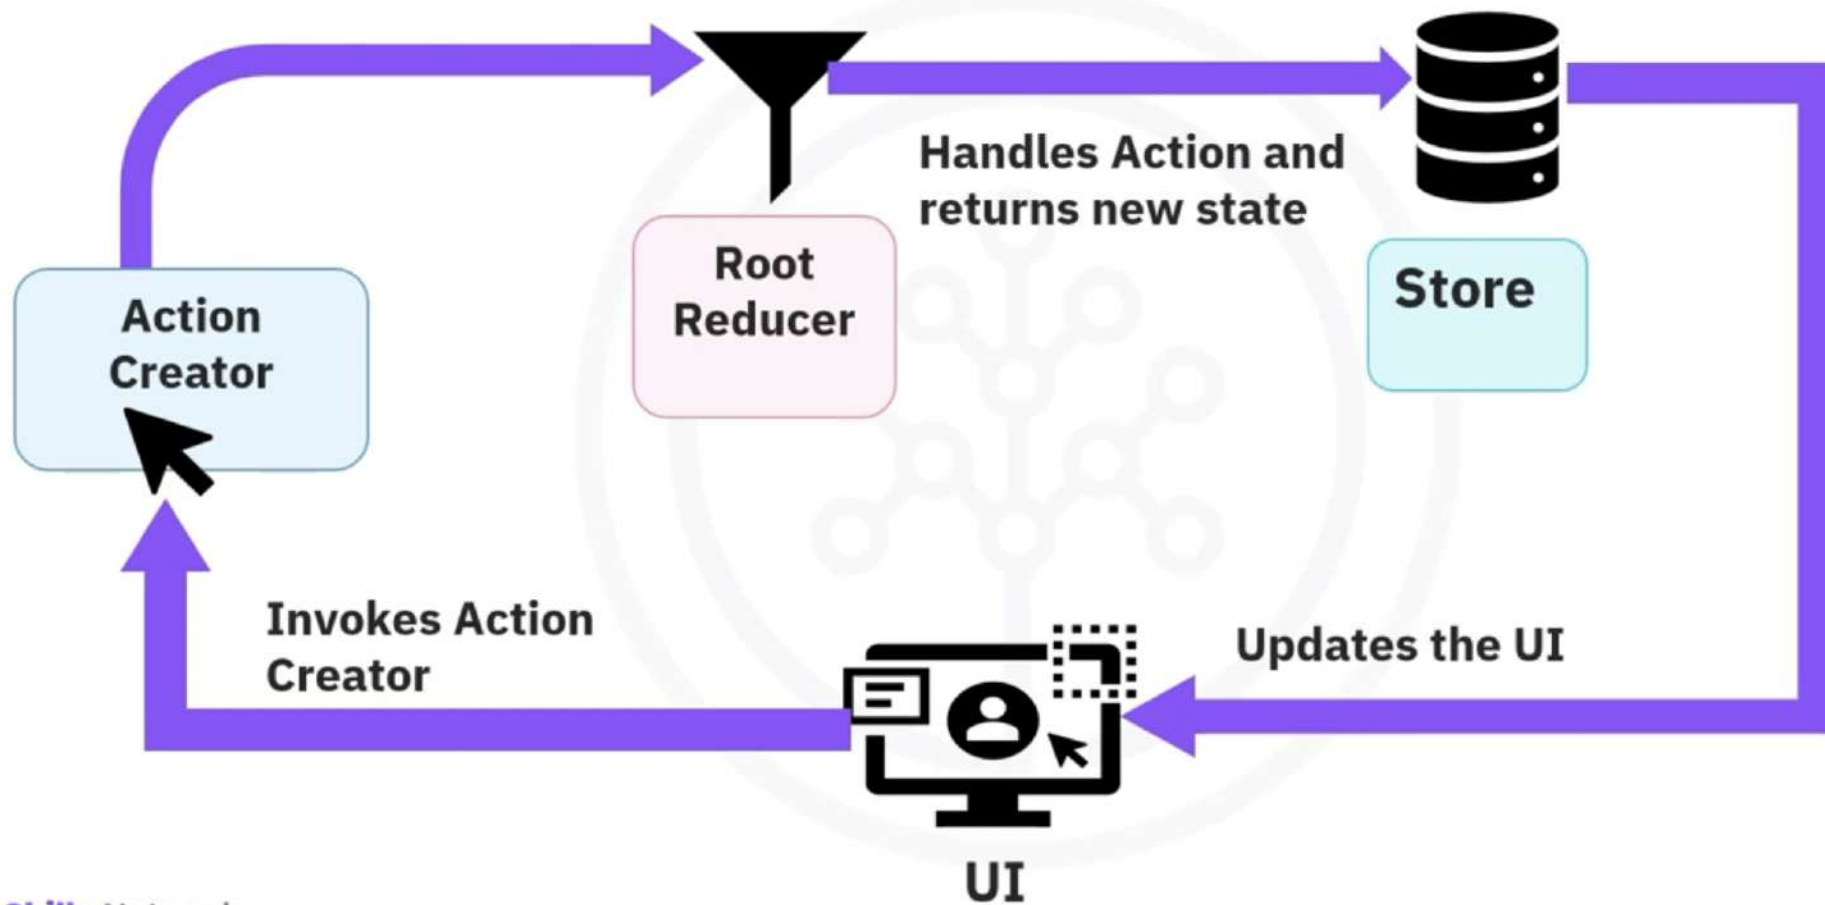 Handles Action and
returns new state
Root
Reducer
Store
Action
Creator
Invokes Action
Creator
Updates the UI
UI